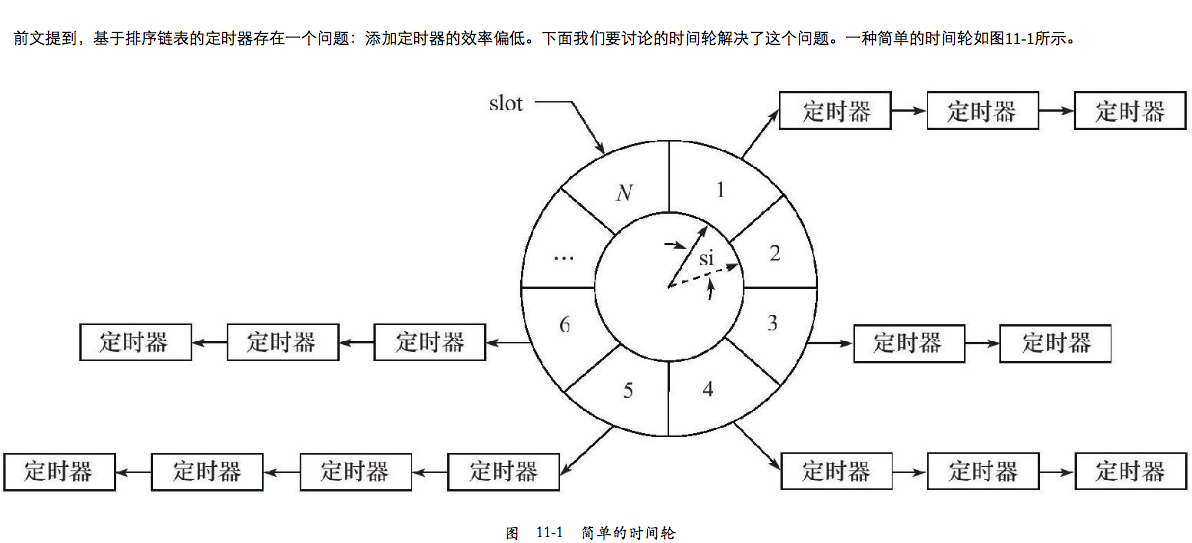 前文提到，基于排序链表的定时器存在一个问题：添加定时器的效率偏低。下面我们要讨论的时间轮解决了这个问题。一种简单的时间轮如图11-1所示。
slot
定时器 定时器 定时器
N 1
… si 2
6 3
定时器 定时器 定时器
定时器 定时器
5 4
定时器 定时器 定时器 定时器
定时器 定时器 定时器
图 11-1 简单的时间轮